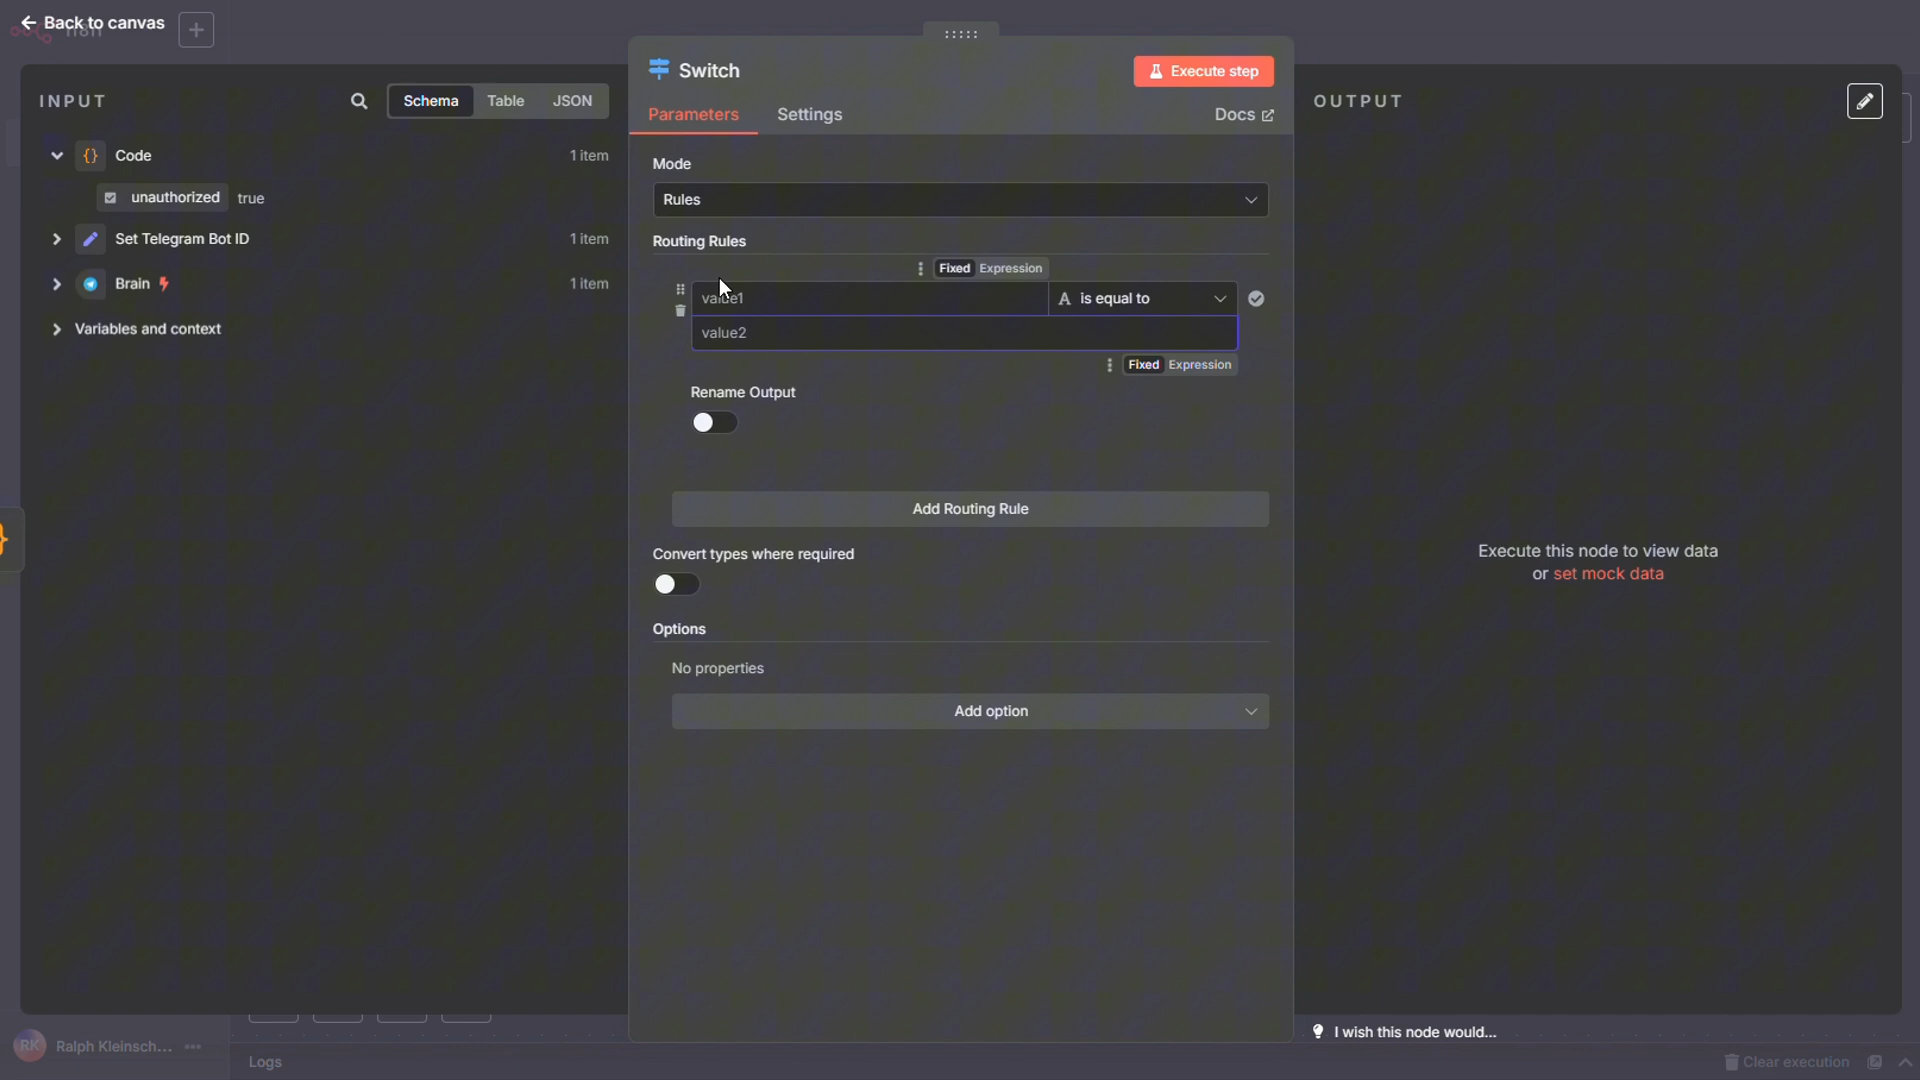 Back to canvas
n8n
INPUT
Schema
Table
JSON
Code
1 item
unauthorized
true
Set Telegram Bot ID
1 item
Brain
1 item
Variables and context
Switch
Execute step
Parameters
Settings
Docs
Mode
Rules
Routing Rules
Fixed
Expression
value1
A is equal to
value2
Fixed
Expression
Rename Output
Add Routing Rule
Convert types where required
Options
No properties
Add option
OUTPUT
Execute this node to view data
or set mock data
I wish this node would...
RK
Ralph Kleinsch...
Logs
Clear execution